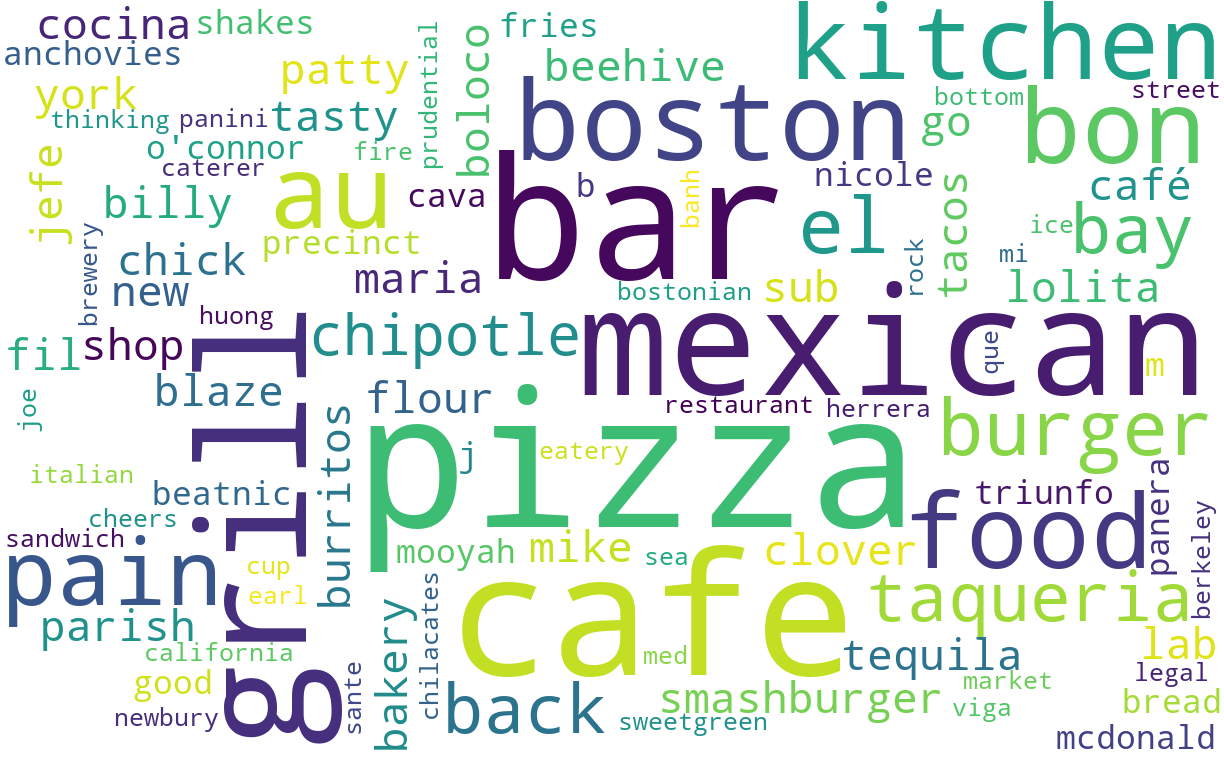 cocina
shakes
fries
kitchen
anchovies
patty
prudential
boloco
beehive
boston
bottom
street
york
thinking
panini
tasty
go
bon
o'connor
fire
jefe
caterer
au
cava
bar
b
banh
nicole
tacos
café
billy
precinct
el
ice
bay
brewery
chick
maria
rock
mi
new
bostonian
sub
lolita
huong
grill
chipotle
mexican
que
m
fil
shop
joe
blaze
flour
restaurant
herrera
burger
burritos
pizza
j
eatery
italian
beatnic
triunfo
panera
food
cheers
sandwich
berkeley
pain
mooyah
mike
sea
clover
cup
earl
cafe
taqueria
parish
bakery
chilacates
california
med
tequila
lab
good
sante
back
smashburger
market
legal
newbury
sweetgreen
viga
bread
mcdonald